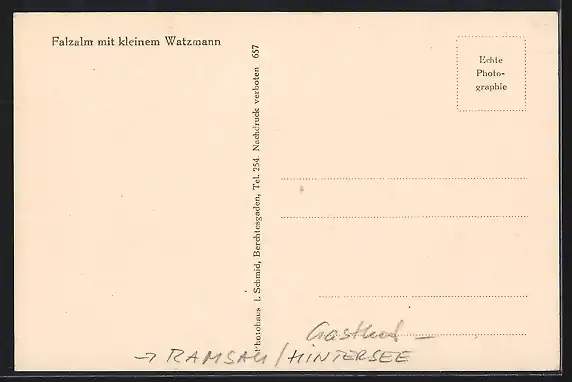 Falzalm mit kleinem Watzmann
Photohaus J. Schmid, Berchtesgaden, Tel. 254. Nachdruck verboten 657
Echte
Photo-
graphie
Gasthof –
→ RAMSAU/HINTERSEE